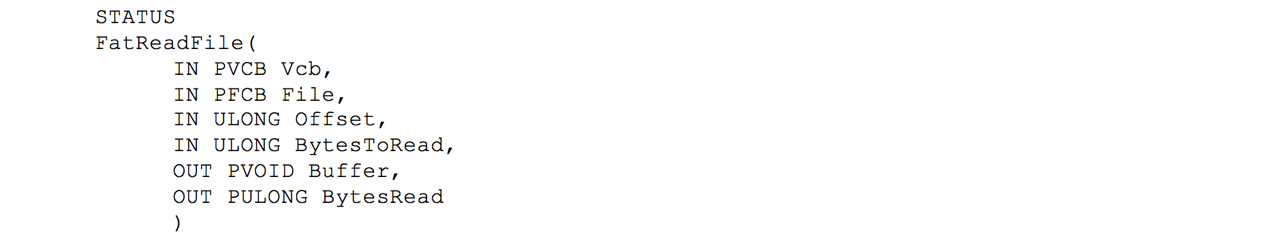 STATUS
FatReadFile(
IN PVCB Vcb,
IN PFCB File,
IN ULONG Offset,
IN ULONG BytesToRead,
OUT PVOID Buffer,
OUT PULONG BytesRead
)